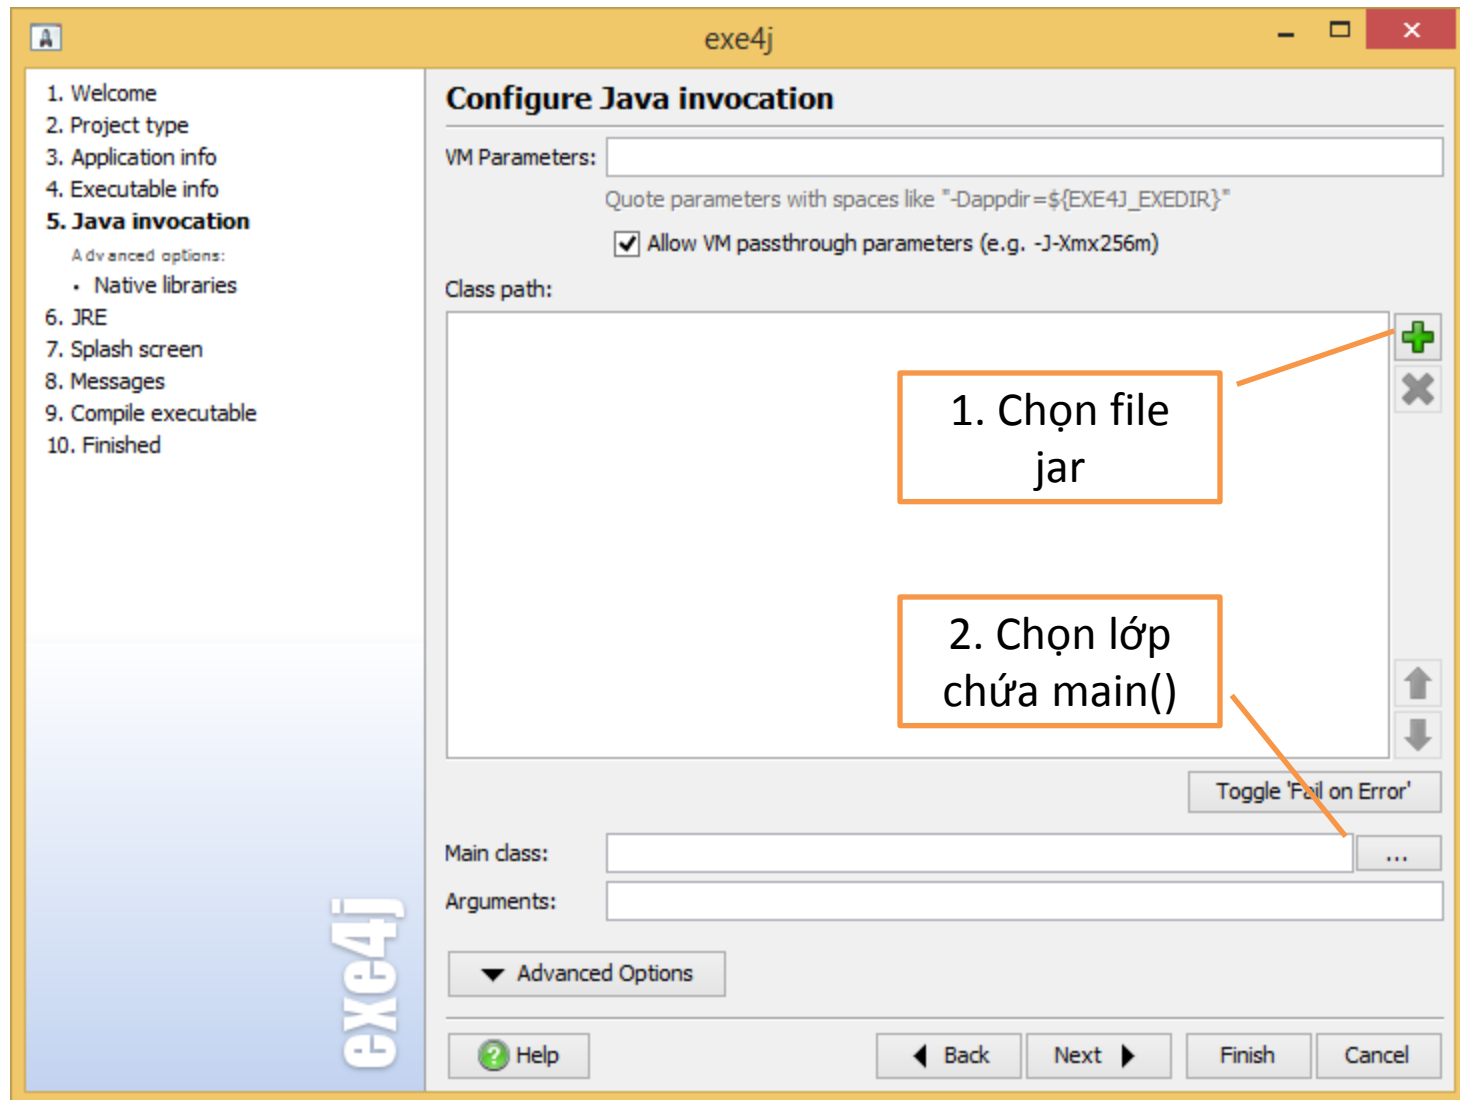 exe4j
1. Welcome
2. Project type
3. Application info
4. Executable info
5. Java invocation
Advanced options:
• Native libraries
6. JRE
7. Splash screen
8. Messages
9. Compile executable
10. Finished
exe4j
Configure Java invocation
VM Parameters:
Quote parameters with spaces like "-Dappdir=${EXE4J_EXEDIR}"
Allow VM passthrough parameters (e.g. -J-Xmx256m)
Class path:
1. Chọn file
jar
2. Chọn lớp
chứa main()
Toggle 'Fail on Error'
Main class:
...
Arguments:
Advanced Options
Help
Back
Next
Finish
Cancel